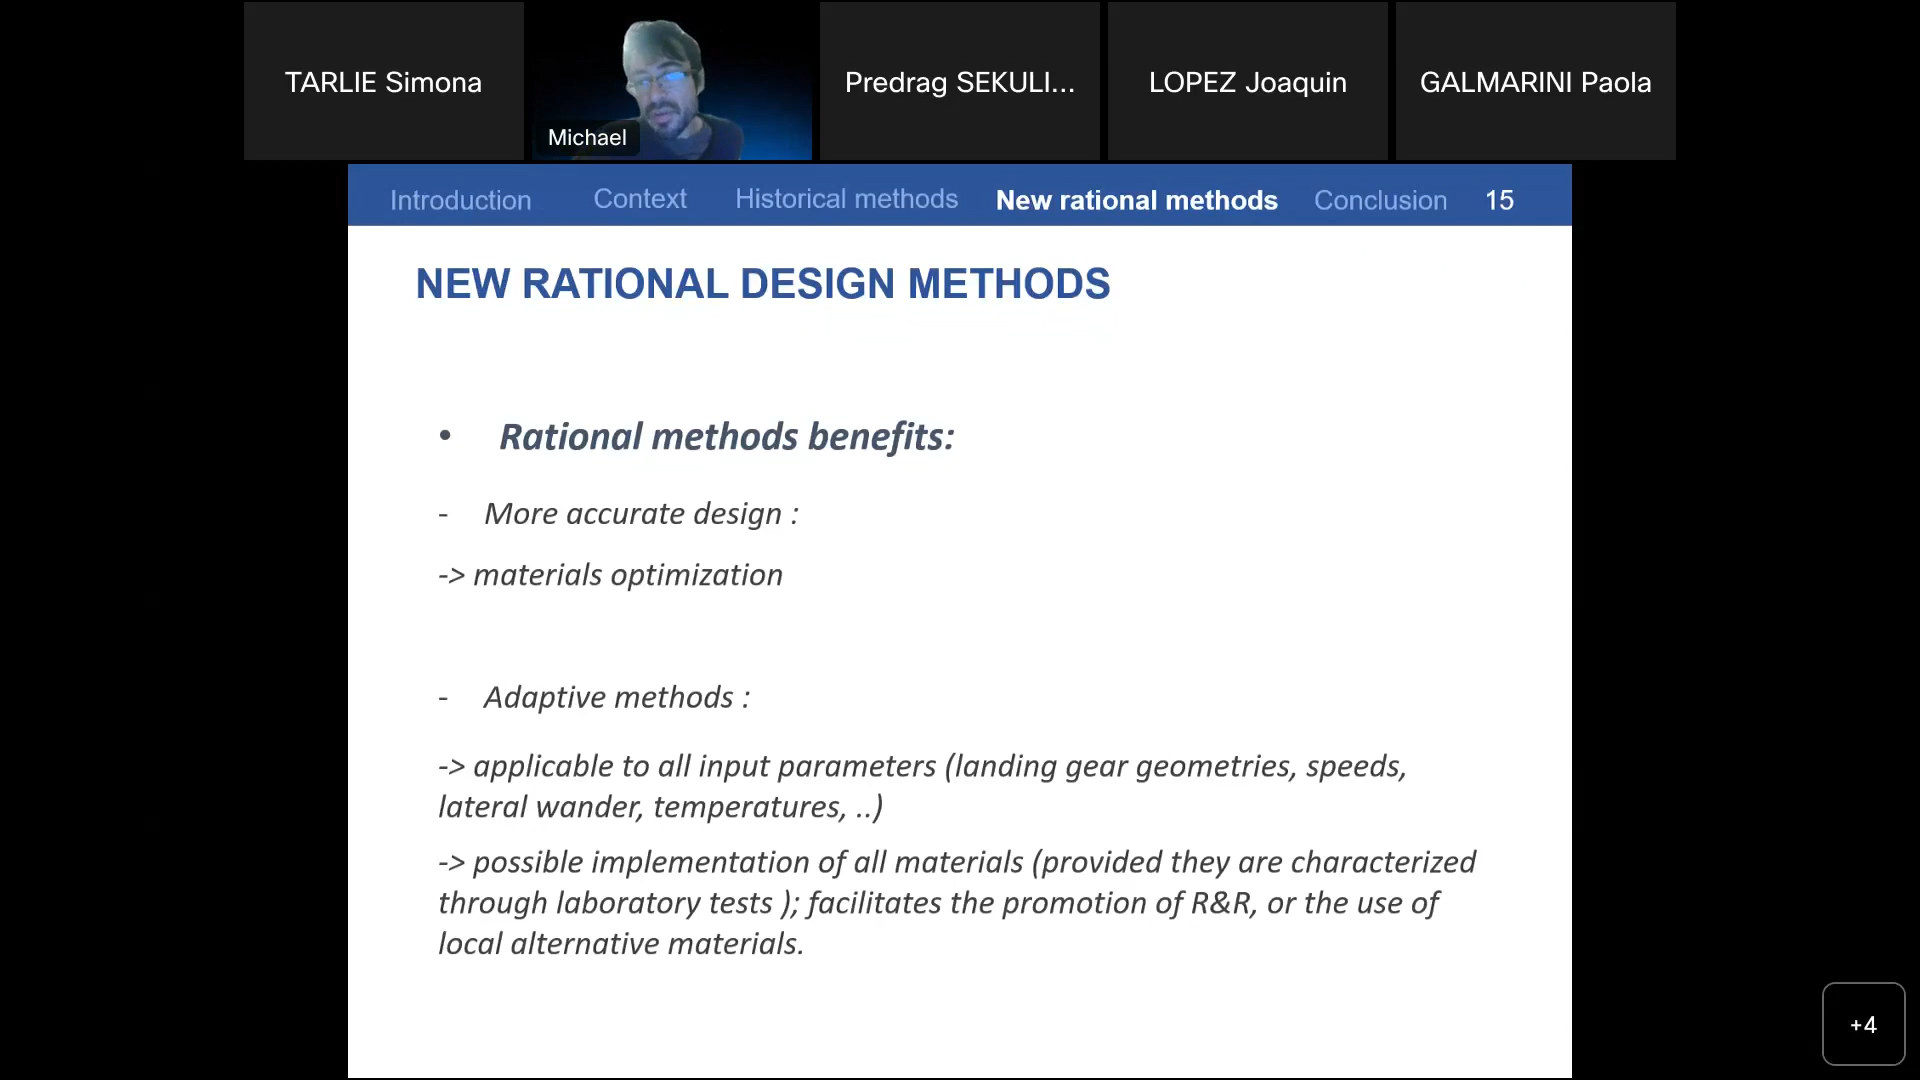 TARLIE Simona
Michael
Predrag SEKULI...
LOPEZ Joaquin
GALMARINI Paola
Introduction Context Historical methods New rational methods Conclusion 15
NEW RATIONAL DESIGN METHODS
• Rational methods benefits:
- More accurate design :
-> materials optimization
- Adaptive methods :
-> applicable to all input parameters (landing gear geometries, speeds,
lateral wander, temperatures, ..)
-> possible implementation of all materials (provided they are characterized
through laboratory tests ); facilitates the promotion of R&R, or the use of
local alternative materials.
+4